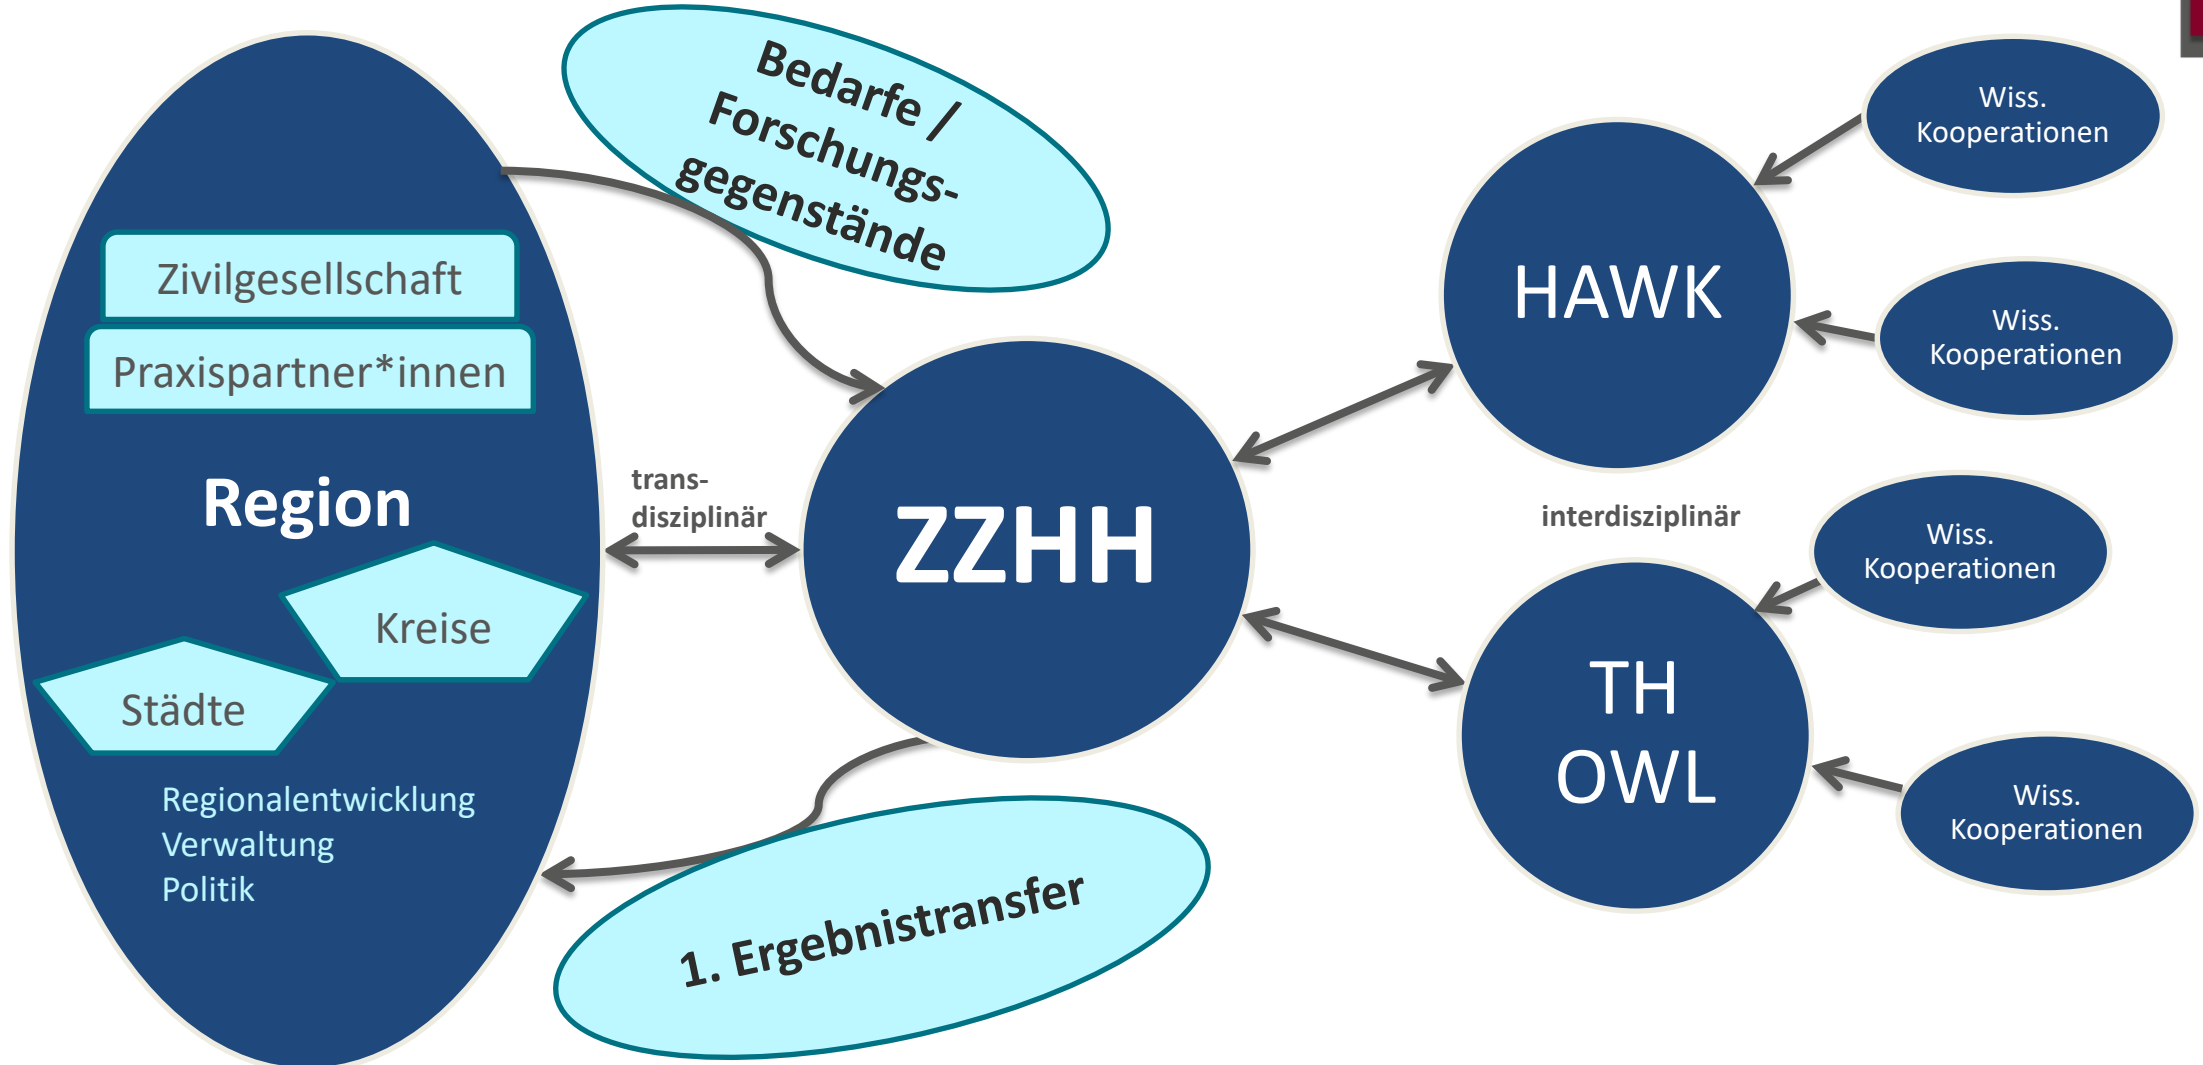 Bedarfe /
Forschungs-
gegenstände
Zivilgesellschaft
Praxispartner*innen
Region
Kreise
Städte
Regionalentwicklung
Verwaltung
Politik
trans-
disziplinär
ZZHH
1. Ergebnistransfer
HAWK
interdisziplinär
TH
OWL
Wiss.
Kooperationen
Wiss.
Kooperationen
Wiss.
Kooperationen
Wiss.
Kooperationen